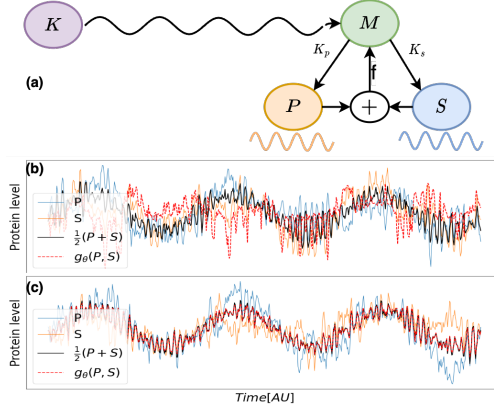 K
M
K_p
K_s
f
(a)
P
+
S
(b)
Protein level
P
S
½(P + S)
g_θ(P, S)
(c)
Protein level
P
S
½(P + S)
g_θ(P, S)
Time[AU]